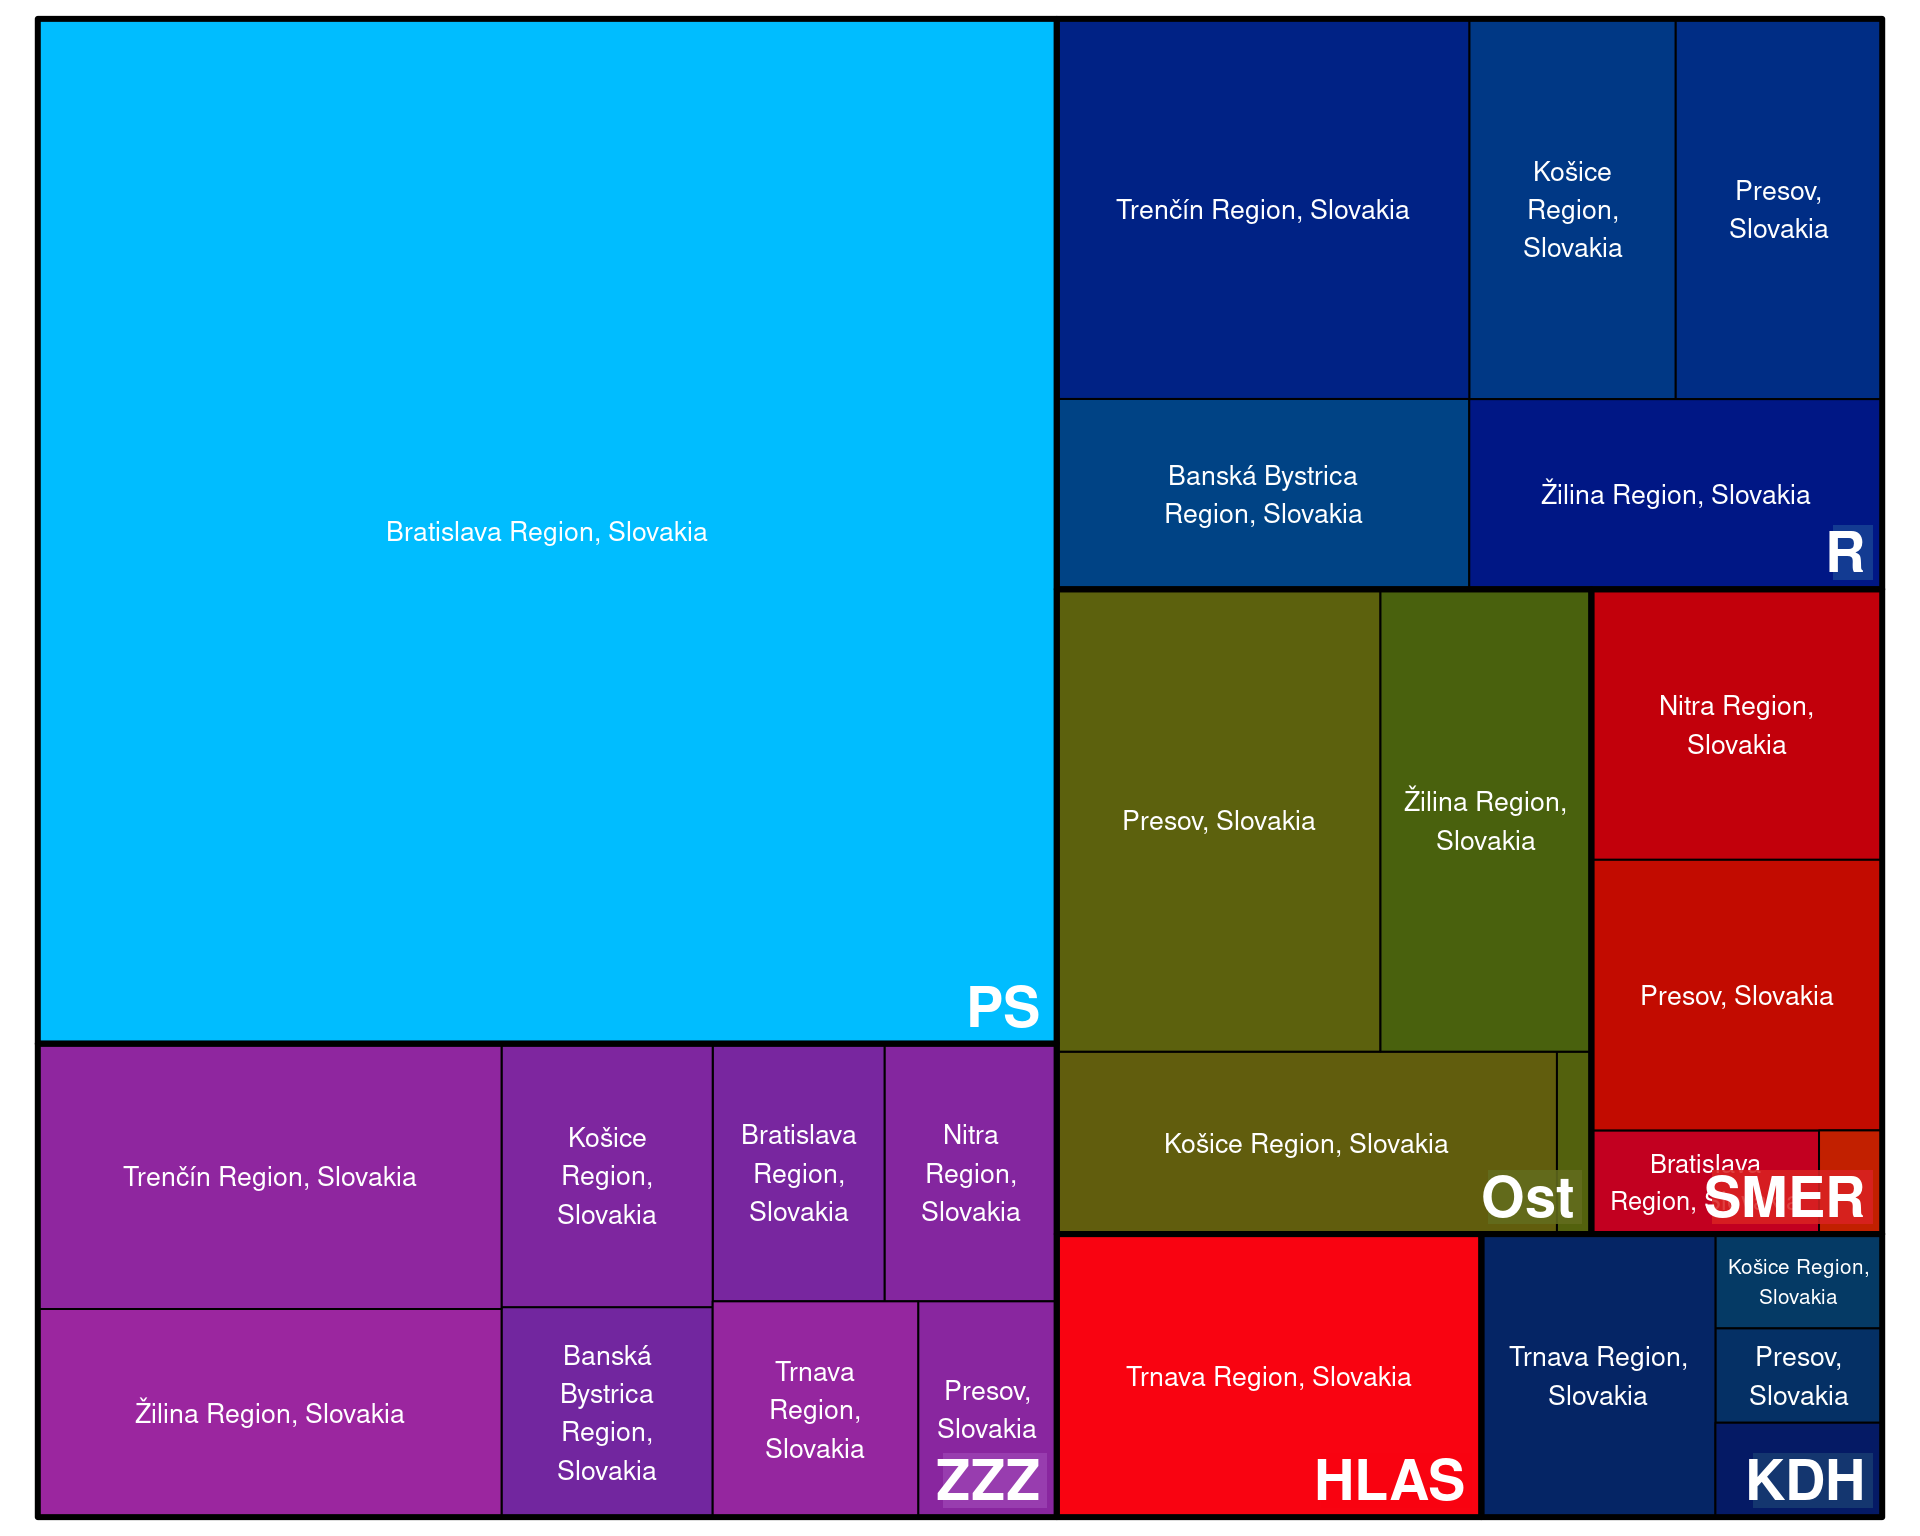 Bratislava Region, Slovakia
PS
Trenčín Region, Slovakia
Košice
Region,
Slovakia
Presov,
Slovakia
Banská Bystrica
Region, Slovakia
Žilina Region, Slovakia
R
Presov, Slovakia
Žilina Region,
Slovakia
Košice Region, Slovakia
Ost
Nitra Region,
Slovakia
Presov, Slovakia
Bratislava
Region,
SMER
Trenčín Region, Slovakia
Žilina Region, Slovakia
Košice
Region,
Slovakia
Banská
Bystrica
Region,
Slovakia
Bratislava
Region,
Slovakia
Nitra
Region,
Slovakia
Trnava
Region,
Slovakia
Presov,
Slovakia
ZZZ
Trnava Region, Slovakia
HLAS
Trnava Region,
Slovakia
Košice Region,
Slovakia
Presov,
Slovakia
KDH